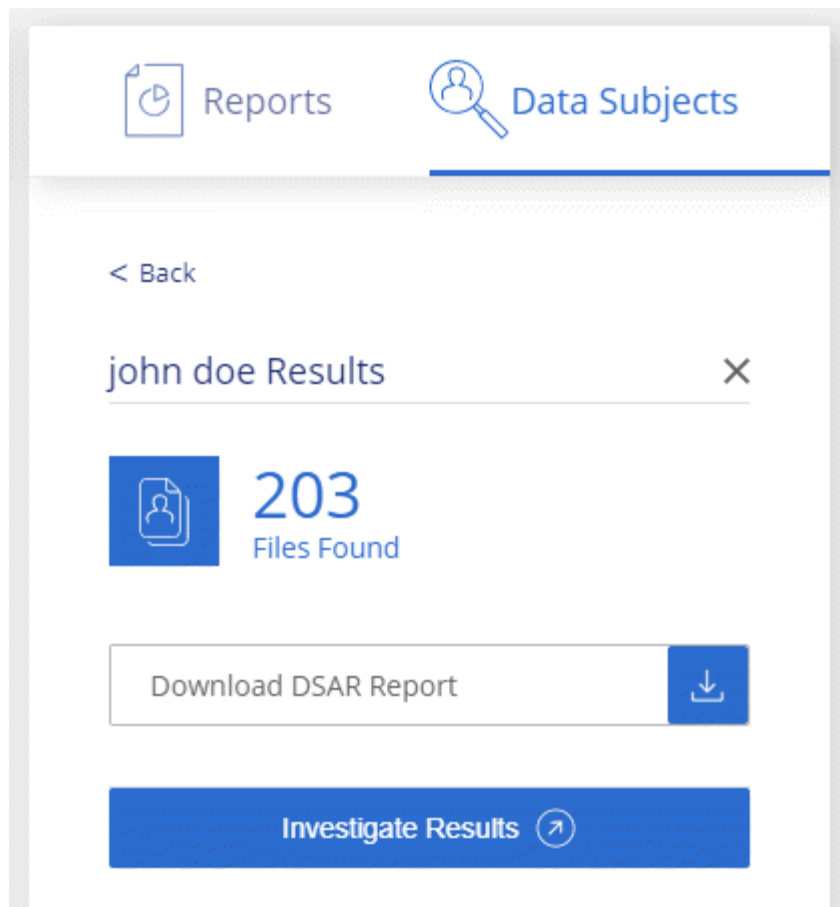 Reports
Data Subjects
< Back
john doe Results
203
Files Found
Download DSAR Report
Investigate Results